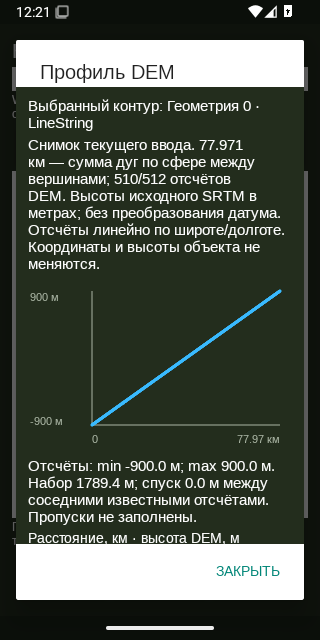 12:21
Профиль DEM
Выбранный контур: Геометрия 0 ·
LineString
Снимок текущего ввода. 77.971
км — сумма дуг по сфере между
вершинами; 510/512 отсчётов
DEM. Высоты исходного SRTM в
метрах; без преобразования датума.
Отсчёты линейно по широте/долготе.
Координаты и высоты объекта не
меняются.
900 м
-900 м
0 77.97 км
Отсчёты: min -900.0 м; max 900.0 м.
Набор 1789.4 м; спуск 0.0 м между
соседними известными отсчётами.
Пропуски не заполнены.
Расстояние, км · высота DEM, м
ЗАКРЫТЬ